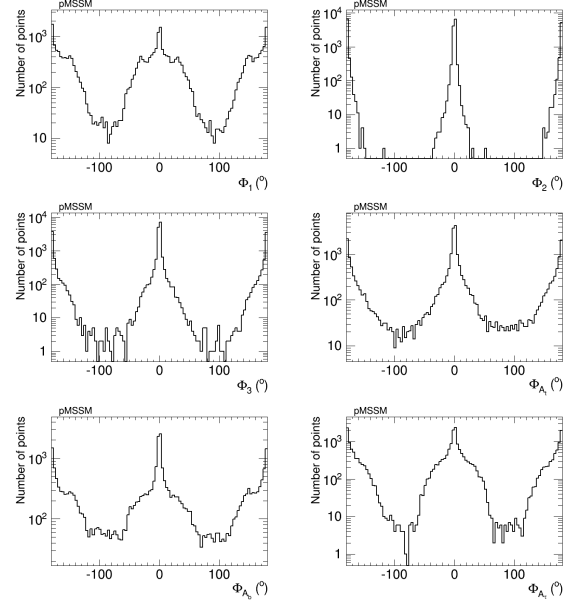 pMSSM
Number of points
10³
10²
10
-100 0 100
Φ₁ (°)
pMSSM
Number of points
10⁴
10³
10²
10
1
-100 0 100
Φ₂ (°)
pMSSM
Number of points
10⁴
10³
10²
10
1
-100 0 100
Φ₃ (°)
pMSSM
Number of points
10³
10²
10
-100 0 100
Φ_Aₜ (°)
pMSSM
Number of points
10³
10²
-100 0 100
Φ_A_b (°)
pMSSM
Number of points
10³
10²
10
1
-100 0 100
Φ_A_τ (°)